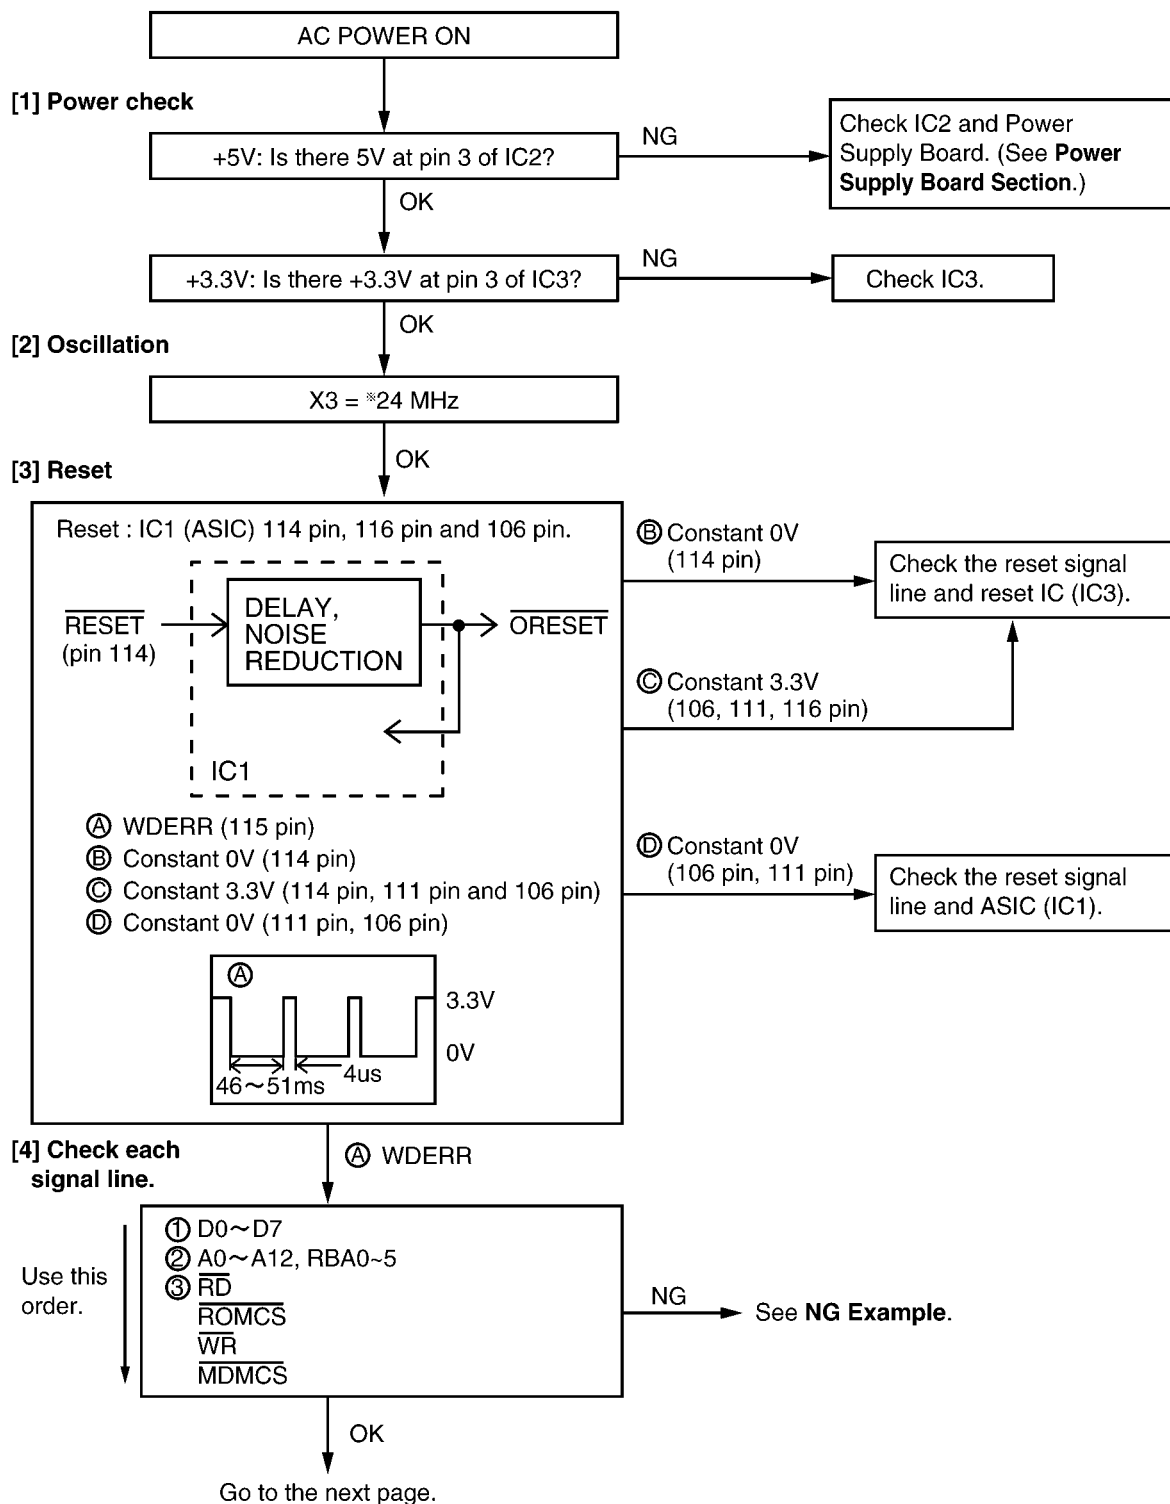 AC POWER ON
[1] Power check
+5V: Is there 5V at pin 3 of IC2?
NG
Check IC2 and Power
Supply Board. (See Power
Supply Board Section.)
OK
+3.3V: Is there +3.3V at pin 3 of IC3?
NG
Check IC3.
OK
[2] Oscillation
X3 = *24 MHz
OK
[3] Reset
Reset : IC1 (ASIC) 114 pin, 116 pin and 106 pin.
RESET
(pin 114)
DELAY,
NOISE
REDUCTION
ORESET
IC1
Ⓑ Constant 0V
(114 pin)
Check the reset signal
line and reset IC (IC3).
Ⓒ Constant 3.3V
(106, 111, 116 pin)
Ⓐ WDERR (115 pin)
Ⓑ Constant 0V (114 pin)
Ⓒ Constant 3.3V (114 pin, 111 pin and 106 pin)
Ⓓ Constant 0V (111 pin, 106 pin)
Ⓓ Constant 0V
(106 pin, 111 pin)
Check the reset signal
line and ASIC (IC1).
Ⓐ
3.3V
0V
46～51ms
4us
[4] Check each
signal line.
Ⓐ WDERR
Use this
order.
① D0～D7
② A0～A12, RBA0~5
③ RD
ROMCS
WR
MDMCS
NG
See NG Example.
OK
Go to the next page.